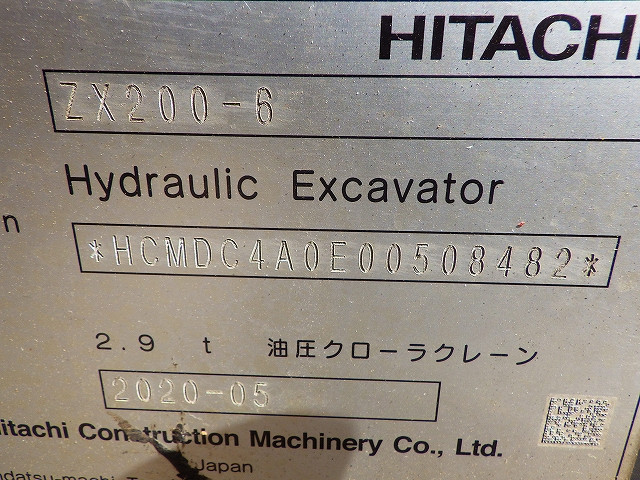 HITACHI
ZX200-6
Hydraulic Excavator
n
*HCMDC4A0E00508482*
2.9 t 油圧クローラクレーン
2020-05
Hitachi Construction Machinery Co., Ltd.
Japan